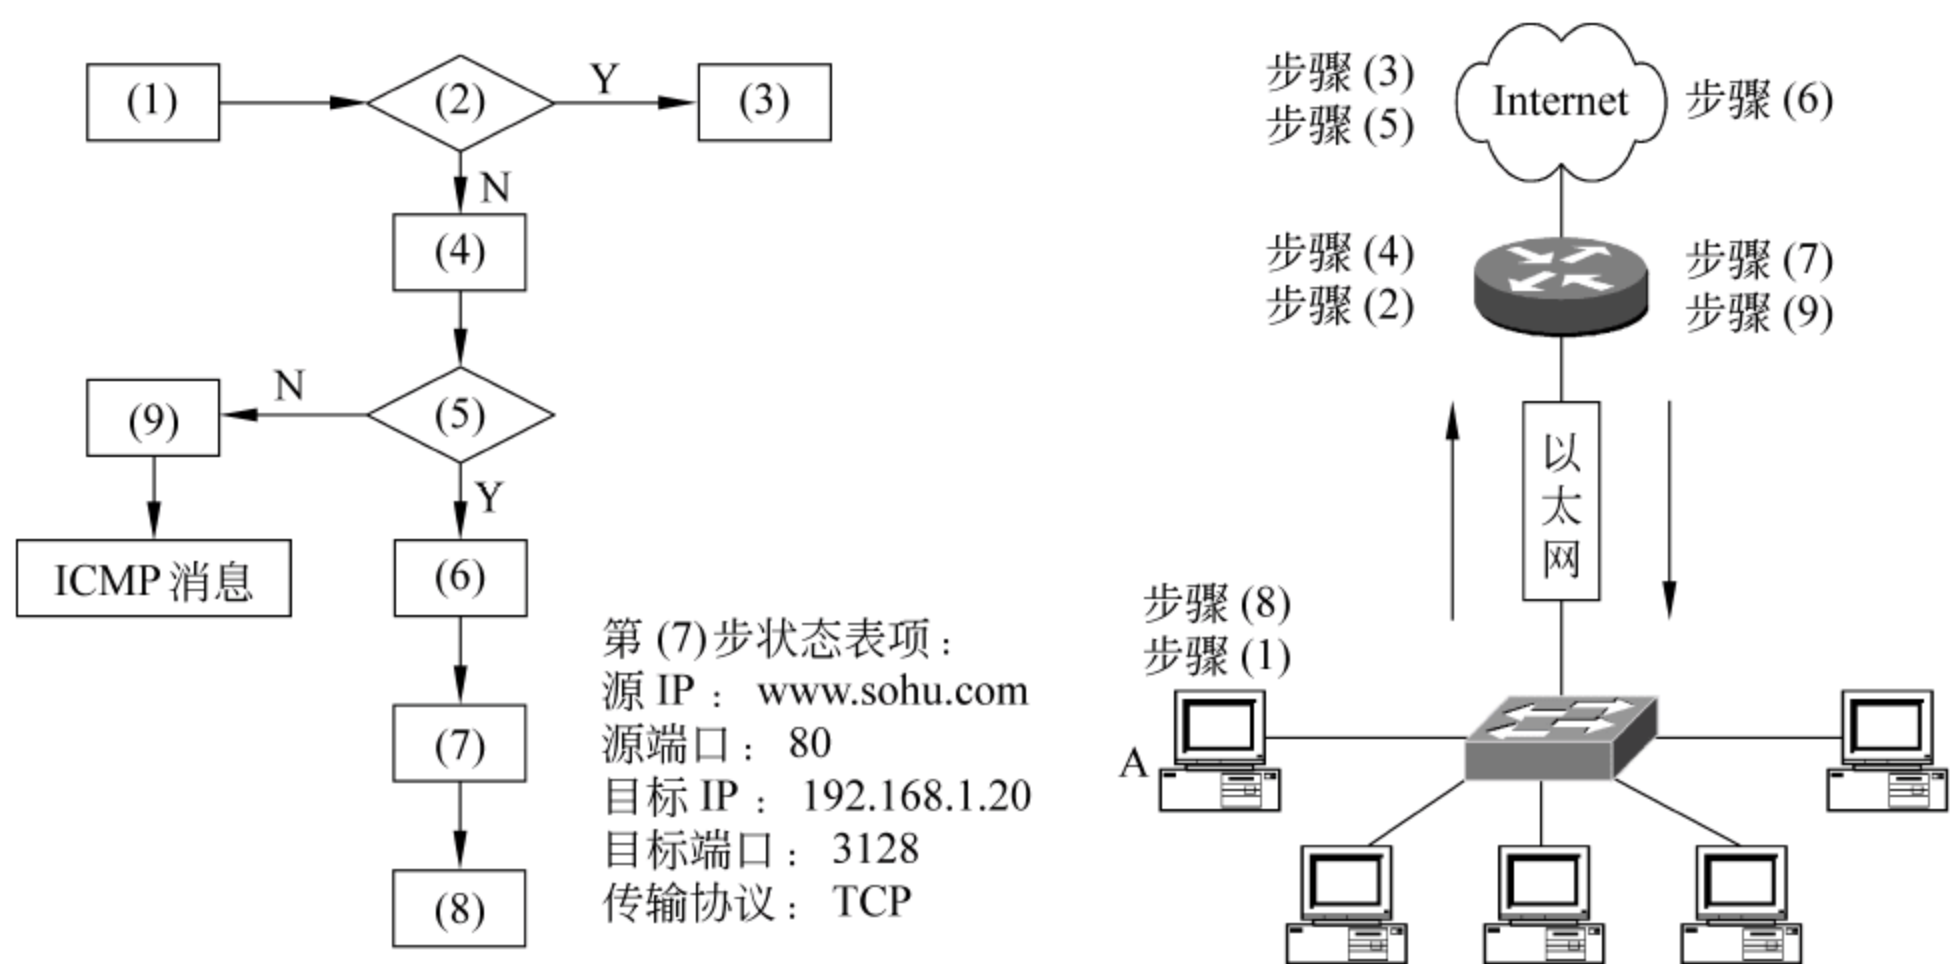 (1)
(2)
Y
(3)
N
(4)
N
(5)
(9)
Y
ICMP 消息
(6)
(7)
(8)
第 (7)步状态表项：
源 IP ： www.sohu.com
源端口： 80
目标 IP ： 192.168.1.20
目标端口： 3128
传输协议： TCP
步骤 (3)
步骤 (5)
Internet
步骤 (6)
步骤 (4)
步骤 (2)
步骤 (7)
步骤 (9)
以
太
网
步骤 (8)
步骤 (1)
A